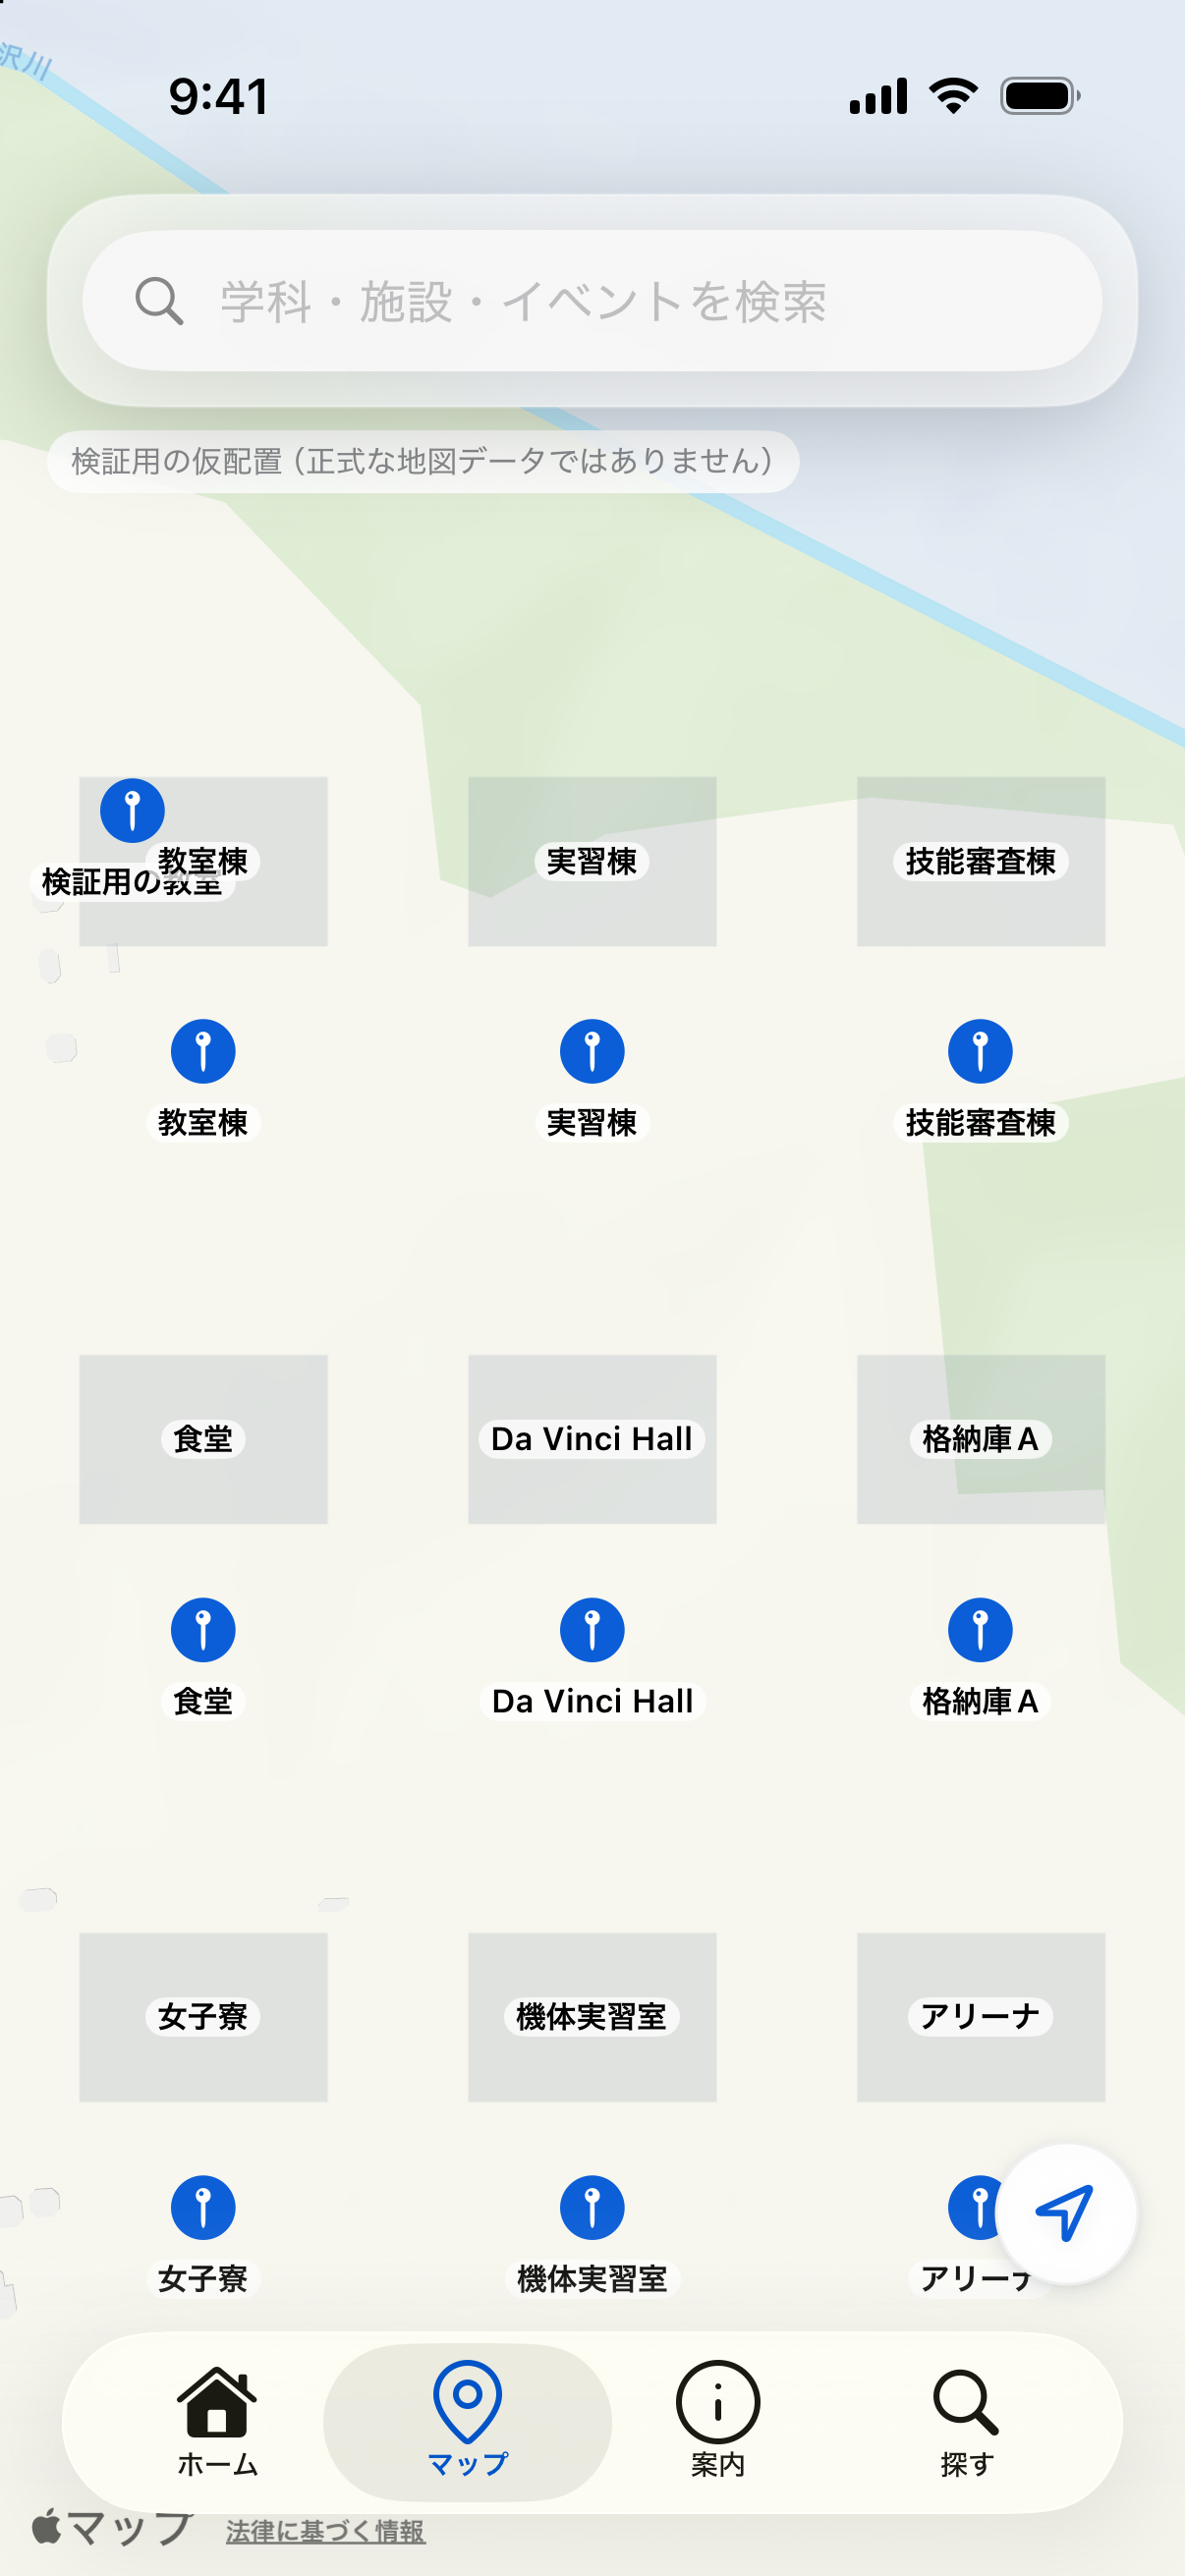 沢川
9:41
学科・施設・イベントを検索
検証用の仮配置（正式な地図データではありません）
教室棟
検証用の教室
実習棟
技能審査棟
教室棟
実習棟
技能審査棟
食堂
Da Vinci Hall
格納庫 A
食堂
Da Vinci Hall
格納庫 A
女子寮
機体実習室
アリーナ
女子寮
機体実習室
アリーナ
ホーム
マップ
案内
探す
マップ
法律に基づく情報